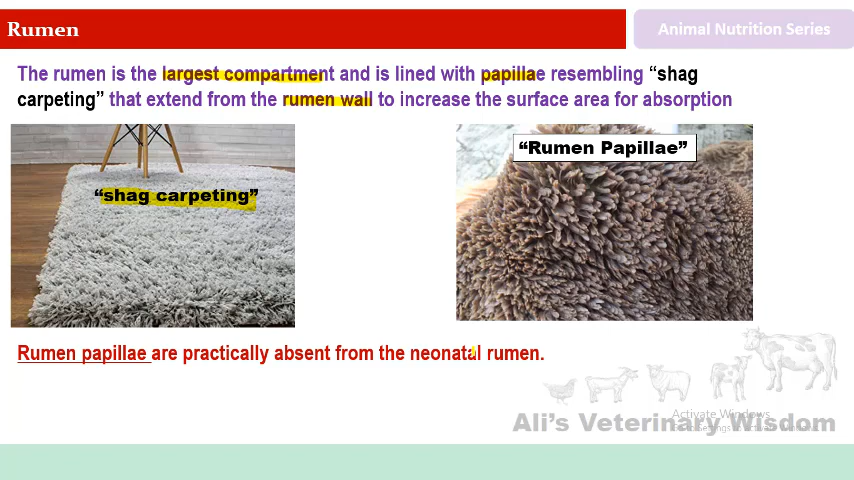 Rumen
Animal Nutrition Series
The rumen is the largest compartment and is lined with papillae resembling “shag
carpeting” that extend from the rumen wall to increase the surface area for absorption
“shag carpeting”
“Rumen Papillae”
Rumen papillae are practically absent from the neonatal rumen.
Activate Windows
Ali’s Veterinary Wisdom